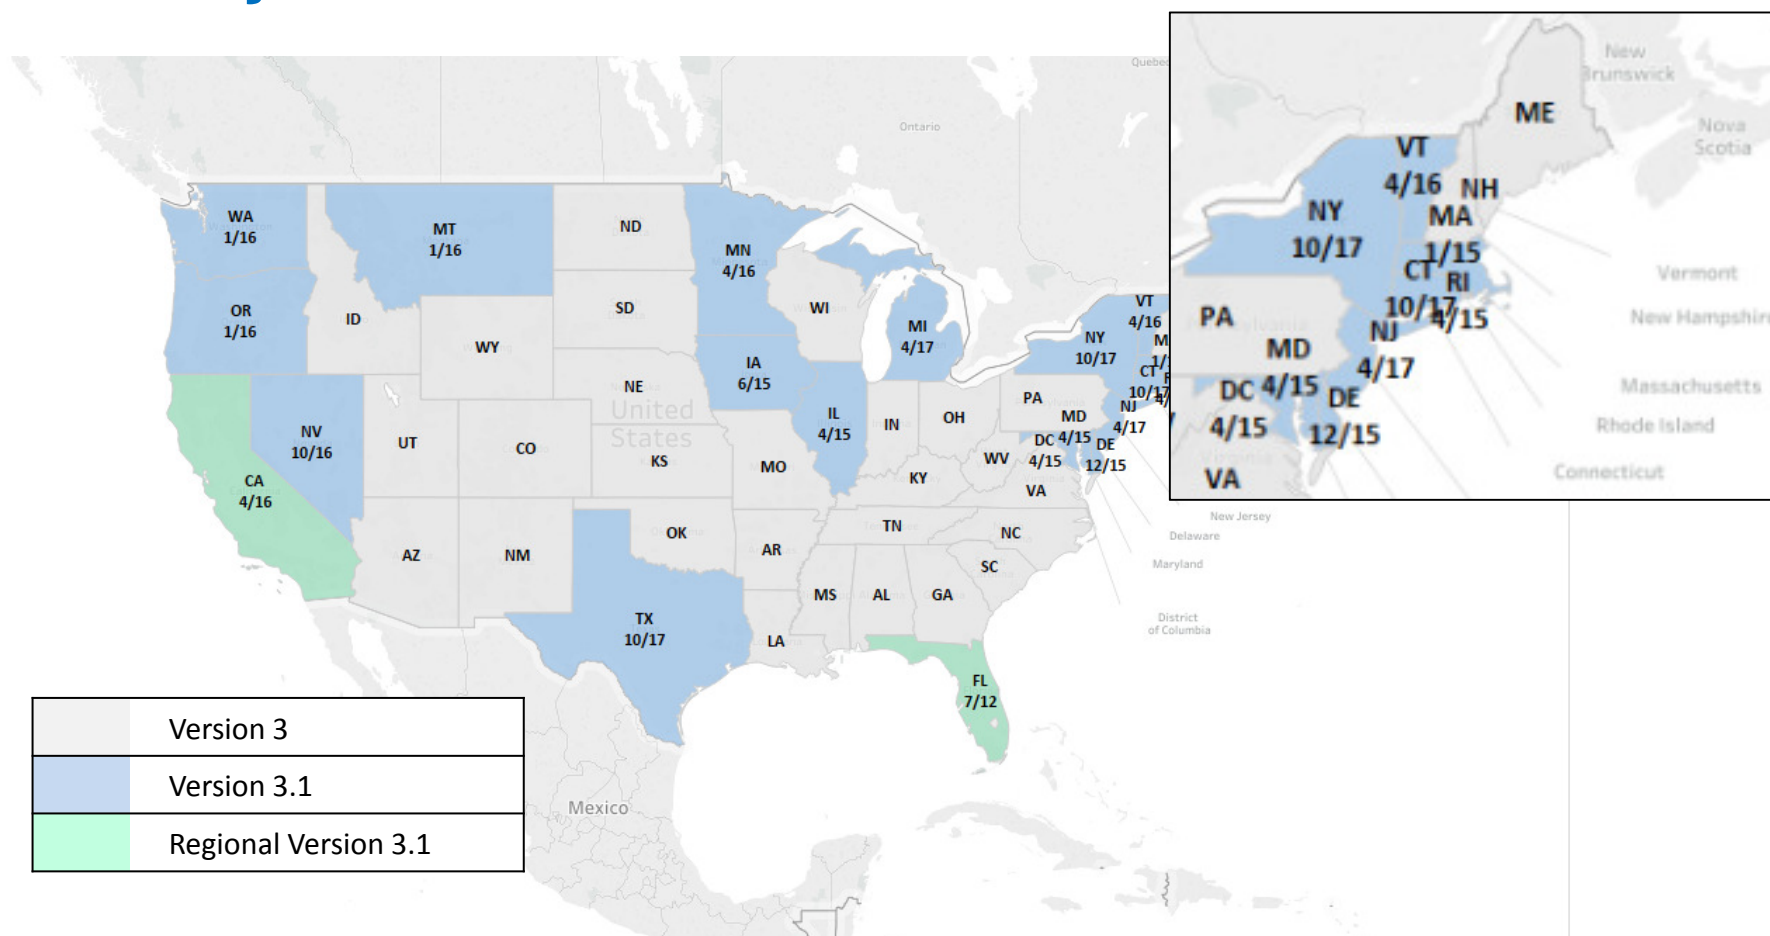 Quebec
Ontario
WA
1/16
MT
1/16
ND
MN
4/16
OR
1/16
ID
SD
WI
MI
4/17
WY
IA
6/15
NE
United
States
NV
10/16
UT
CO
KS
MO
IL
4/15
IN
OH
PA
NY
10/17
VT
4/16
CT
10/17
NJ
4/17
MD
4/15
DC
4/15
DE
12/15
WV
VA
KY
CA
4/16
AZ
NM
OK
AR
TN
NC
SC
MS
AL
GA
TX
10/17
LA
FL
7/12
New Jersey
Delaware
Maryland
District
of Columbia
Mexico
New
Brunswick
Nova
Scotia
ME
VT
4/16
NH
NY
10/17
MA
1/15
CT
10/17
RI
4/15
PA
NJ
4/17
MD
4/15
DC
4/15
DE
12/15
VA
Vermont
New Hampshire
Massachusetts
Rhode Island
Connecticut
Version 3
Version 3.1
Regional Version 3.1